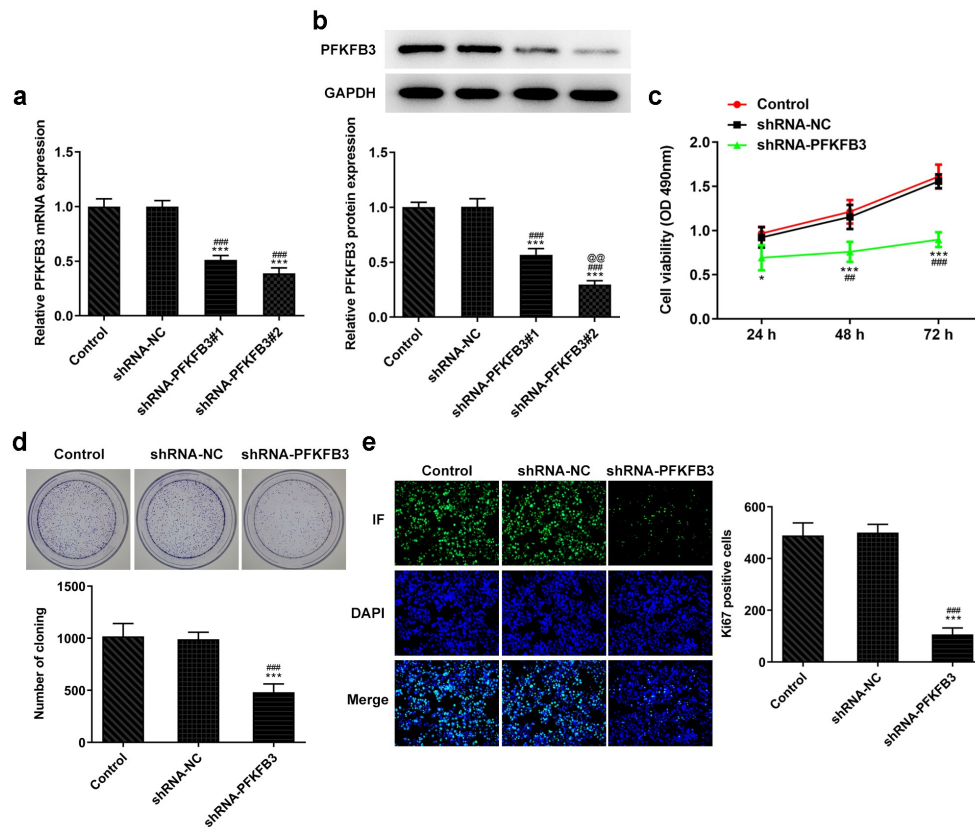 a
Relative PFKFB3 mRNA expression
1.5
1.0
0.5
0.0
###
***
###
***
Control
shRNA-NC
shRNA-PFKFB3#1
shRNA-PFKFB3#2
b
PFKFB3
GAPDH
Relative PFKFB3 protein expression
1.5
1.0
0.5
0.0
###
***
@@
###
***
Control
shRNA-NC
shRNA-PFKFB3#1
shRNA-PFKFB3#2
c
Control
shRNA-NC
shRNA-PFKFB3
Cell viability (OD 490nm)
2.0
1.5
1.0
0.5
0.0
*
***
##
***
###
24 h
48 h
72 h
d
Control
shRNA-NC
shRNA-PFKFB3
Number of cloning
1500
1000
500
0
###
***
Control
shRNA-NC
shRNA-PFKFB3
e
Control
shRNA-NC
shRNA-PFKFB3
IF
DAPI
Merge
Ki67 positive cells
600
400
200
0
###
***
Control
shRNA-NC
shRNA-PFKFB3